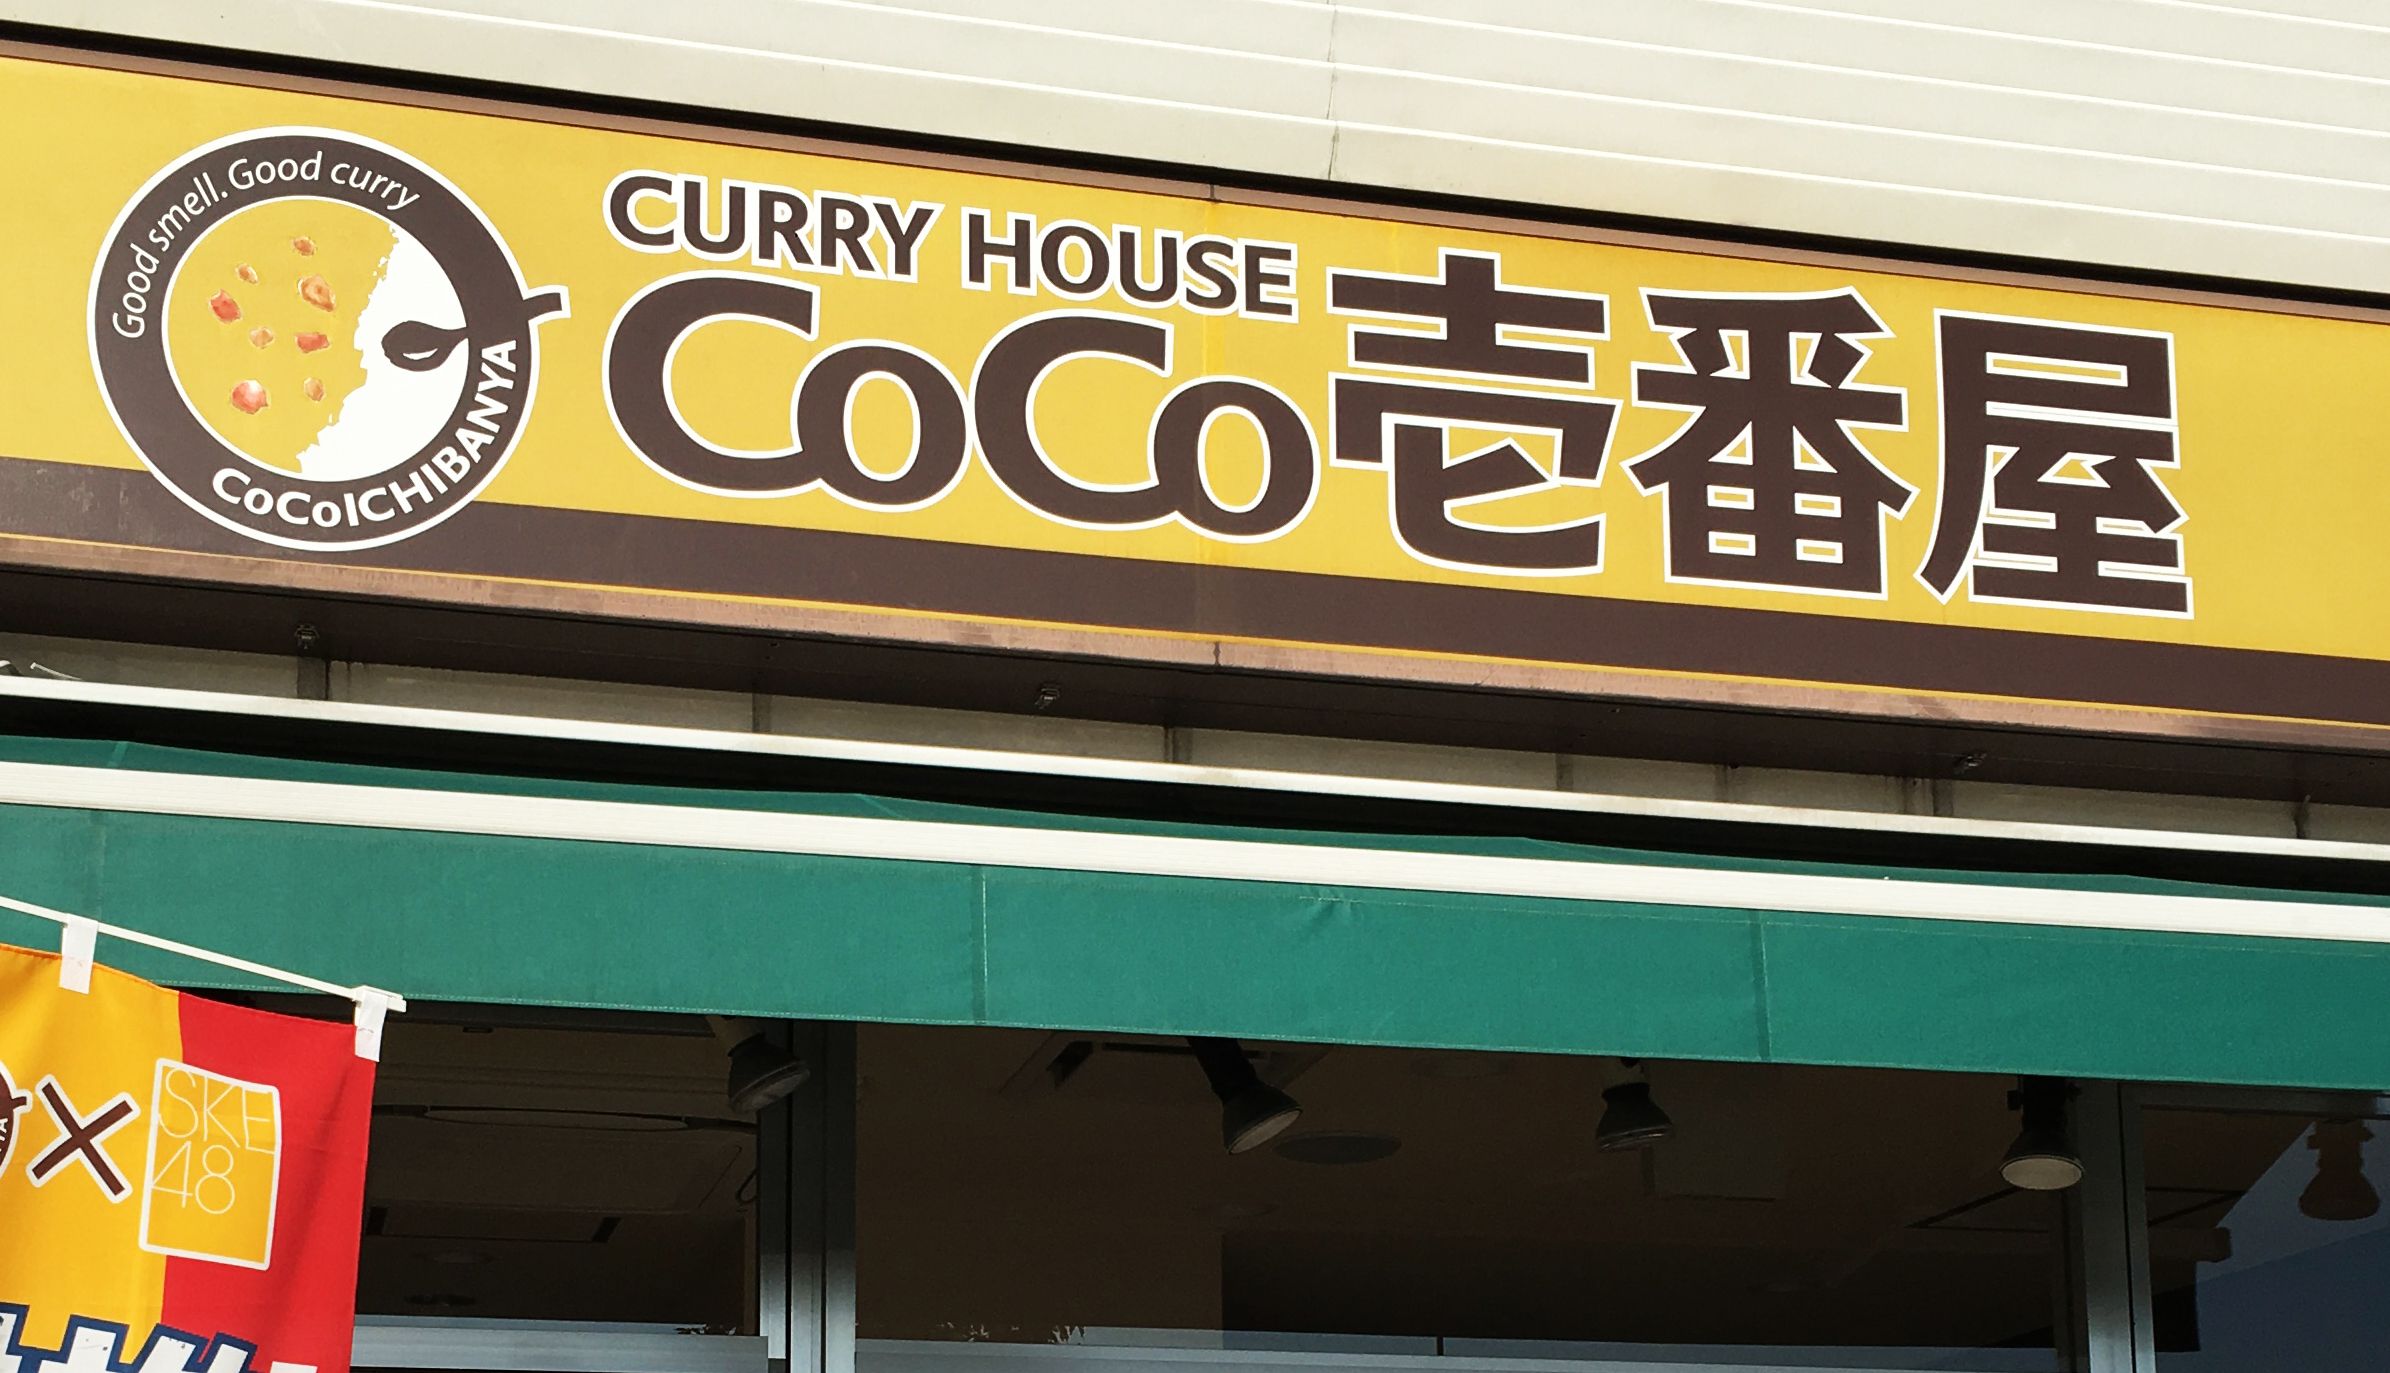 Good smell. Good curry
CoCoICHIBANYA
CURRY HOUSE
CoCo壱番屋
×
SKE
48